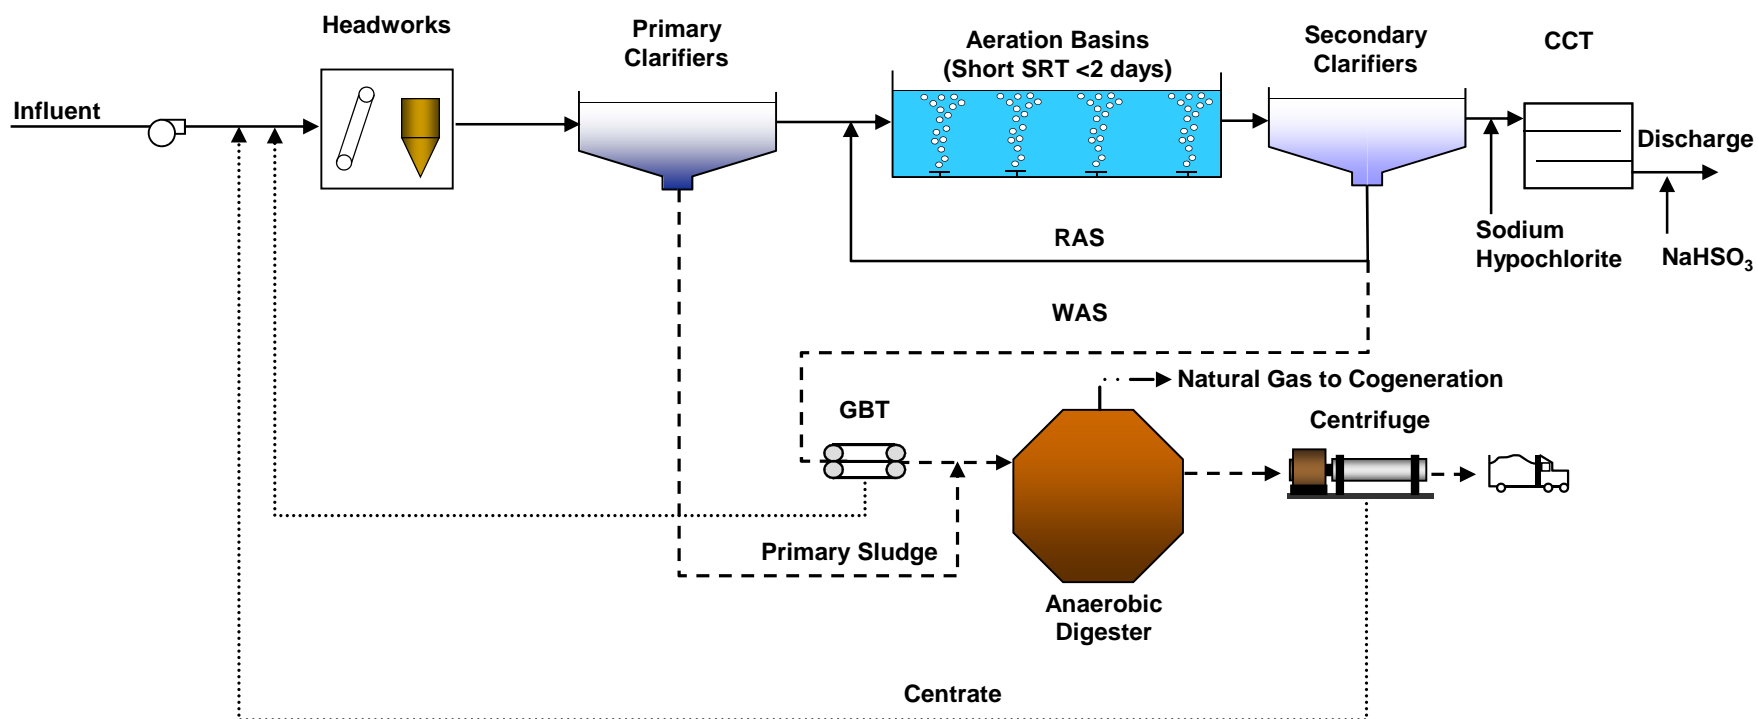 Headworks
Primary
Clarifiers
Aeration Basins
(Short SRT <2 days)
Secondary
Clarifiers
CCT
Influent
Discharge
Sodium
Hypochlorite
NaHSO₃
RAS
WAS
Natural Gas to Cogeneration
GBT
Centrifuge
Primary Sludge
Anaerobic
Digester
Centrate